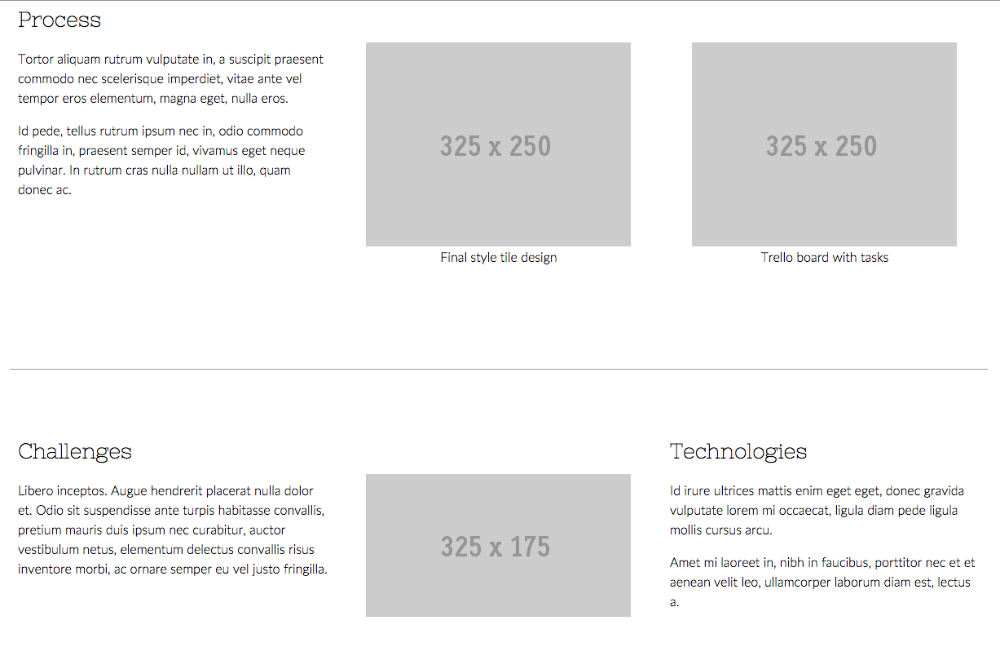 Process
Tortor aliquam rutrum vulputate in, a suscipit praesent
commodo nec scelerisque imperdiet, vitae ante vel
tempor eros elementum, magna eget, nulla eros.
Id pede, tellus rutrum ipsum nec in, odio commodo
fringilla in, praesent semper id, vivamus eget neque
pulvinar. In rutrum cras nulla nullam ut illo, quam
donec ac.
325 x 250
Final style tile design
325 x 250
Trello board with tasks
Challenges
Libero inceptos. Augue hendrerit placerat nulla dolor
et. Odio sit suspendisse ante turpis habitasse convallis,
pretium mauris duis ipsum nec curabitur, auctor
vestibulum netus, elementum delectus convallis risus
inventore morbi, ac ornare semper eu vel justo fringilla.
325 x 175
Technologies
Id irure ultrices mattis enim eget eget, donec gravida
vulputate lorem mi occaecat, ligula diam pede ligula
mollis cursus arcu.
Amet mi laoreet in, nibh in faucibus, porttitor nec et et
aenean velit leo, ullamcorper laborum diam est, lectus
a.